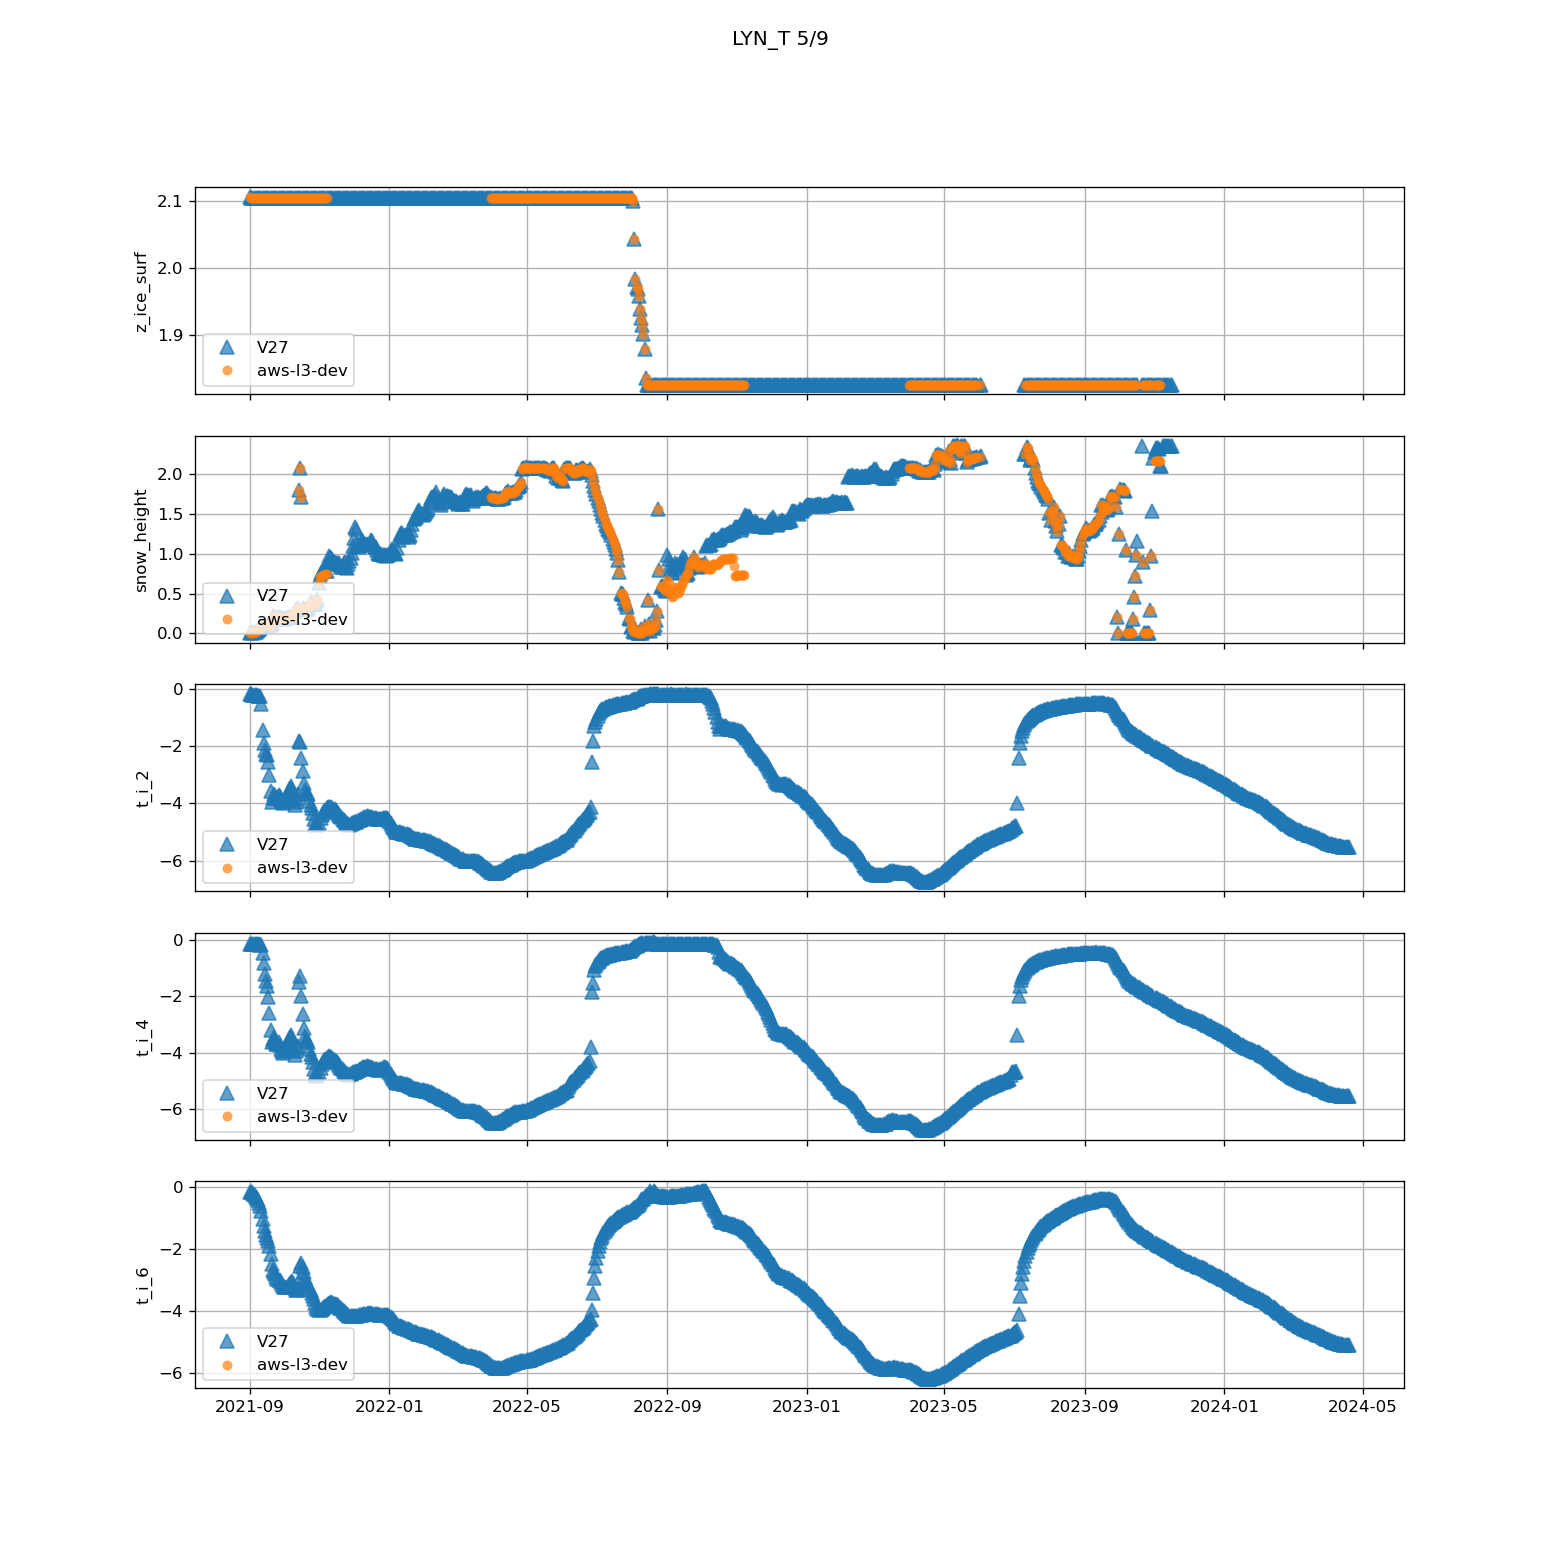 LYN_T 5/9
z_ice_surf
2.1
2.0
1.9
V27
aws-l3-dev
snow_height
2.0
1.5
1.0
0.5
0.0
V27
aws-l3-dev
t_i_2
0
−2
−4
−6
V27
aws-l3-dev
t_i_4
0
−2
−4
−6
V27
aws-l3-dev
t_i_6
0
−2
−4
−6
V27
aws-l3-dev
2021-09 2022-01 2022-05 2022-09 2023-01 2023-05 2023-09 2024-01 2024-05